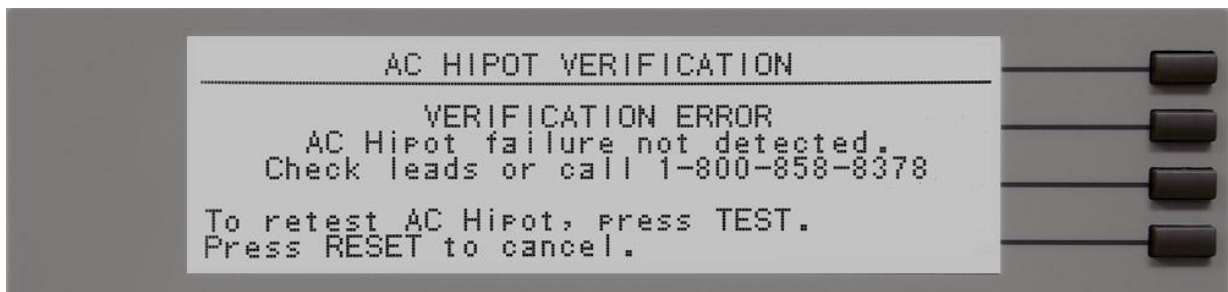 AC HIPOT VERIFICATION
VERIFICATION ERROR
AC Hipot failure not detected.
Check leads or call 1-800-858-8378
To retest AC Hipot, press TEST.
Press RESET to cancel.